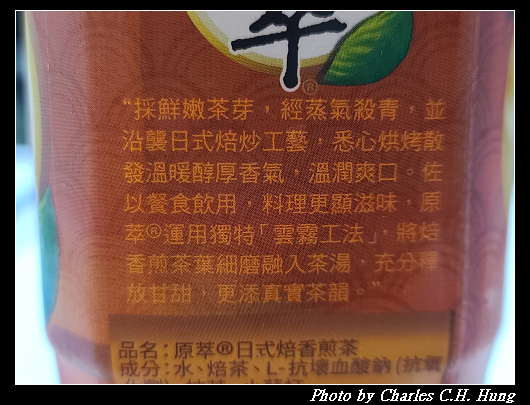 萃
®
“採鮮嫩茶芽，經蒸氣殺青，並
沿襲日式焙炒工藝，悉心烘烤散
發溫暖醇厚香氣，溫潤爽口。佐
以餐食飲用，料理更顯滋味，原
萃®運用獨特「雲霧工法」，將焙
香煎茶葉細磨融入茶湯，充分釋
放甘甜，更添真實茶韻。”
品名：原萃®日式焙香煎茶
成分：水、焙茶、L-抗壞血酸鈉(抗氧
Photo by Charles C.H. Hung